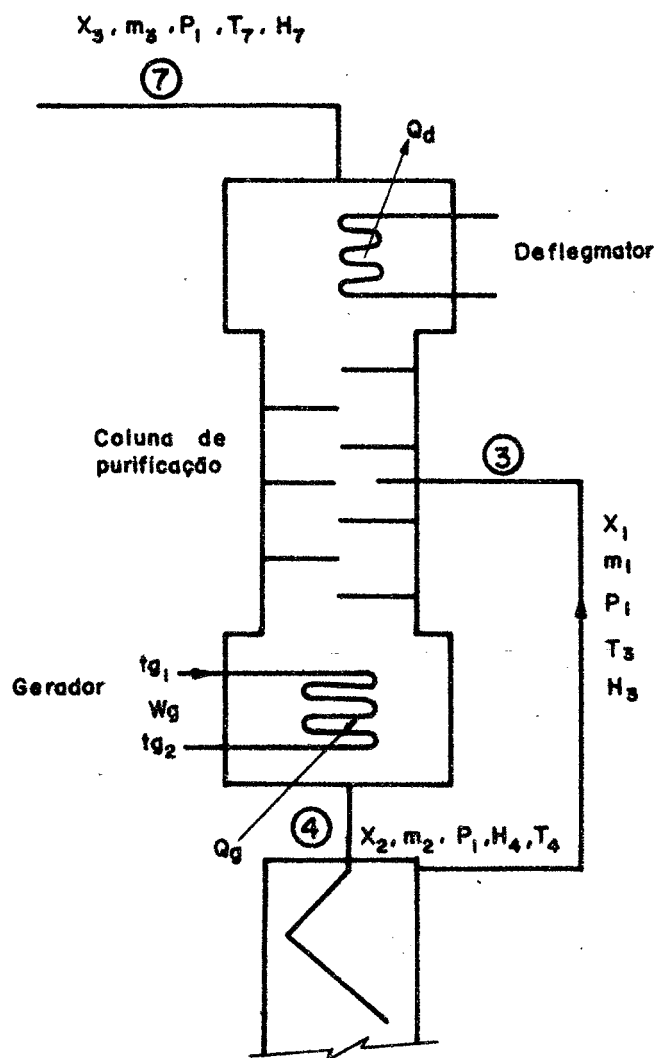 X₃, m₃, P₁, T₇, H₇
7
Qd
Deflegmator
Coluna de
purificação
3
X₁
m₁
P₁
T₃
H₃
Gerador
tg₁
Wg
tg₂
Qg
4
X₂, m₂, P₁, H₄, T₄